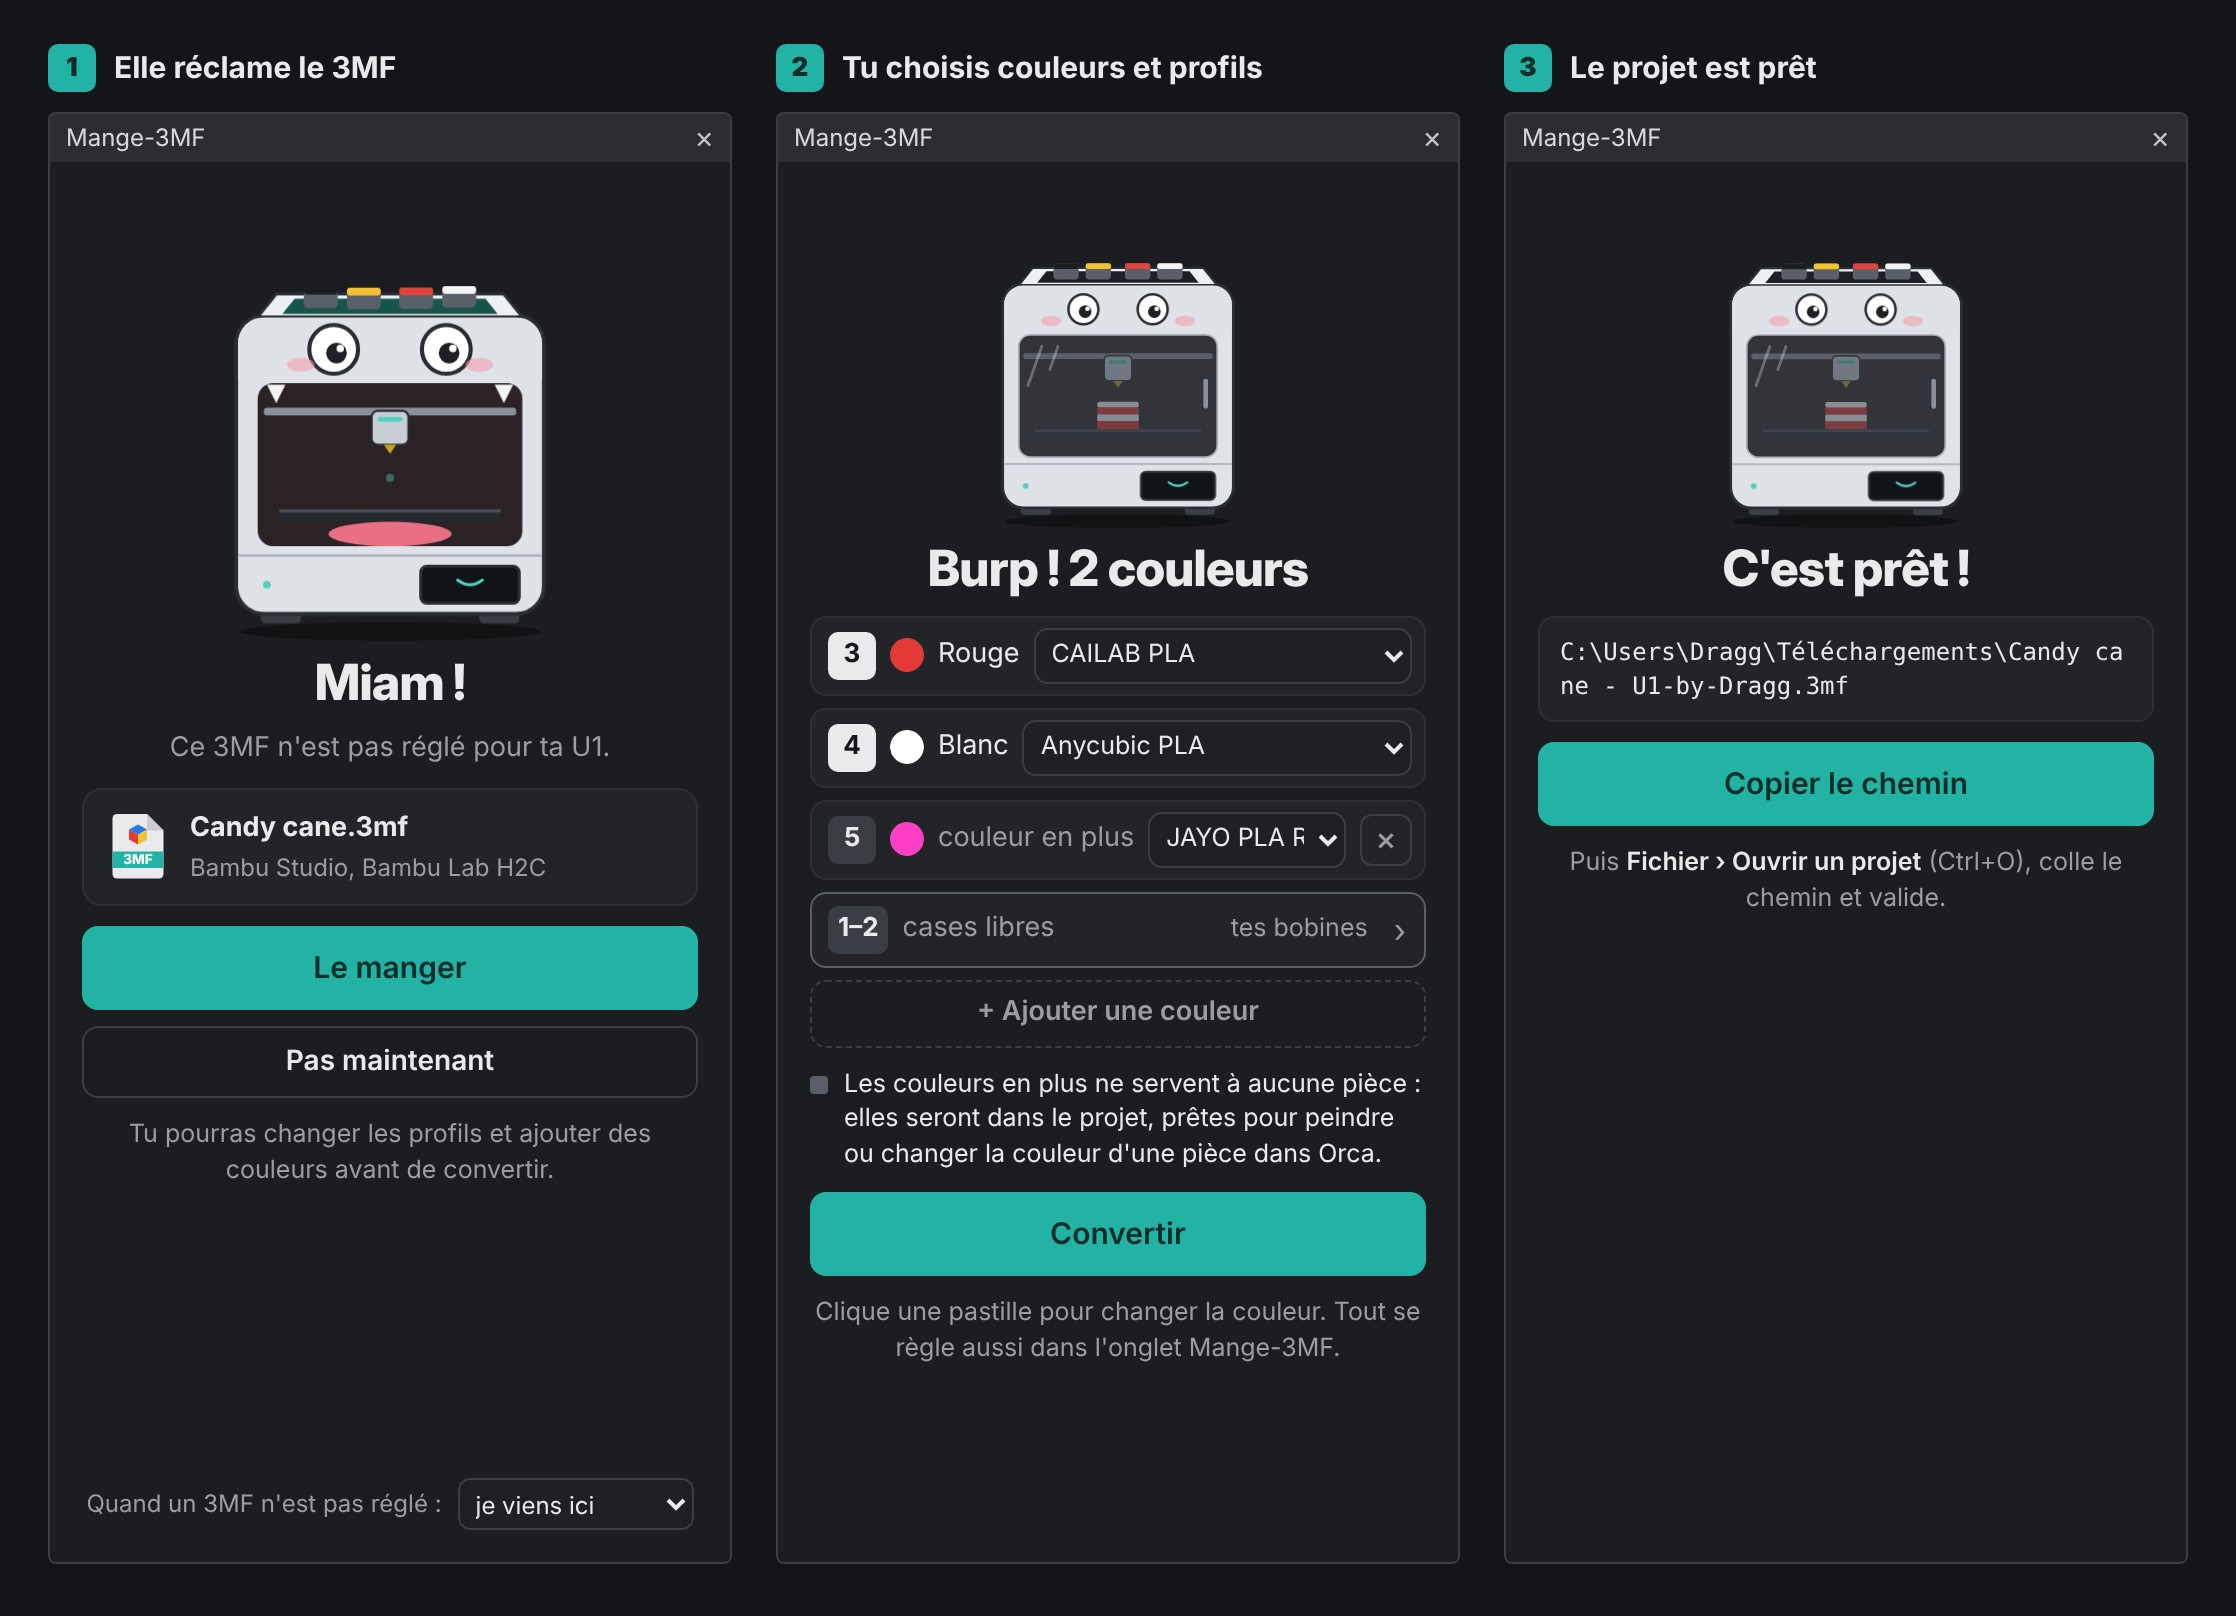 1 Elle réclame le 3MF
Mange-3MF ×
Miam !
Ce 3MF n'est pas réglé pour ta U1.
3MF
Candy cane.3mf
Bambu Studio, Bambu Lab H2C
Le manger
Pas maintenant
Tu pourras changer les profils et ajouter des
couleurs avant de convertir.
Quand un 3MF n'est pas réglé : je viens ici
2 Tu choisis couleurs et profils
Mange-3MF ×
Burp ! 2 couleurs
3 Rouge CAILAB PLA
4 Blanc Anycubic PLA
5 couleur en plus JAYO PLA R ×
1–2 cases libres tes bobines ›
+ Ajouter une couleur
Les couleurs en plus ne servent à aucune pièce :
elles seront dans le projet, prêtes pour peindre
ou changer la couleur d'une pièce dans Orca.
Convertir
Clique une pastille pour changer la couleur. Tout se
règle aussi dans l'onglet Mange-3MF.
3 Le projet est prêt
Mange-3MF ×
C'est prêt !
C:\Users\Dragg\Téléchargements\Candy ca
ne - U1-by-Dragg.3mf
Copier le chemin
Puis Fichier › Ouvrir un projet (Ctrl+O), colle le
chemin et valide.